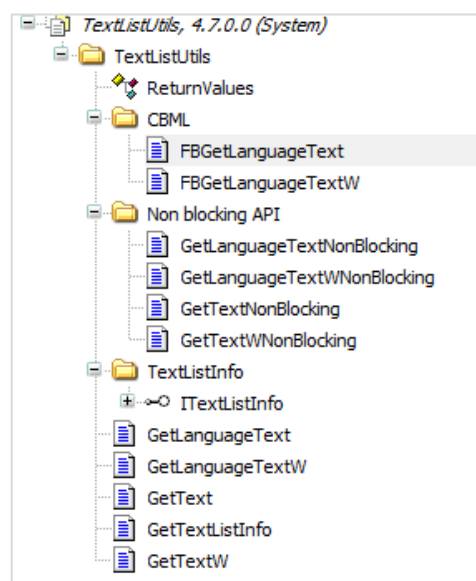 TextListUtils, 4.7.0.0 (System)
TextListUtils
ReturnValues
CBML
FBGetLanguageText
FBGetLanguageTextW
Non blocking API
GetLanguageTextNonBlocking
GetLanguageTextWNonBlocking
GetTextNonBlocking
GetTextWNonBlocking
TextListInfo
ITextListInfo
GetLanguageText
GetLanguageTextW
GetText
GetTextListInfo
GetTextW